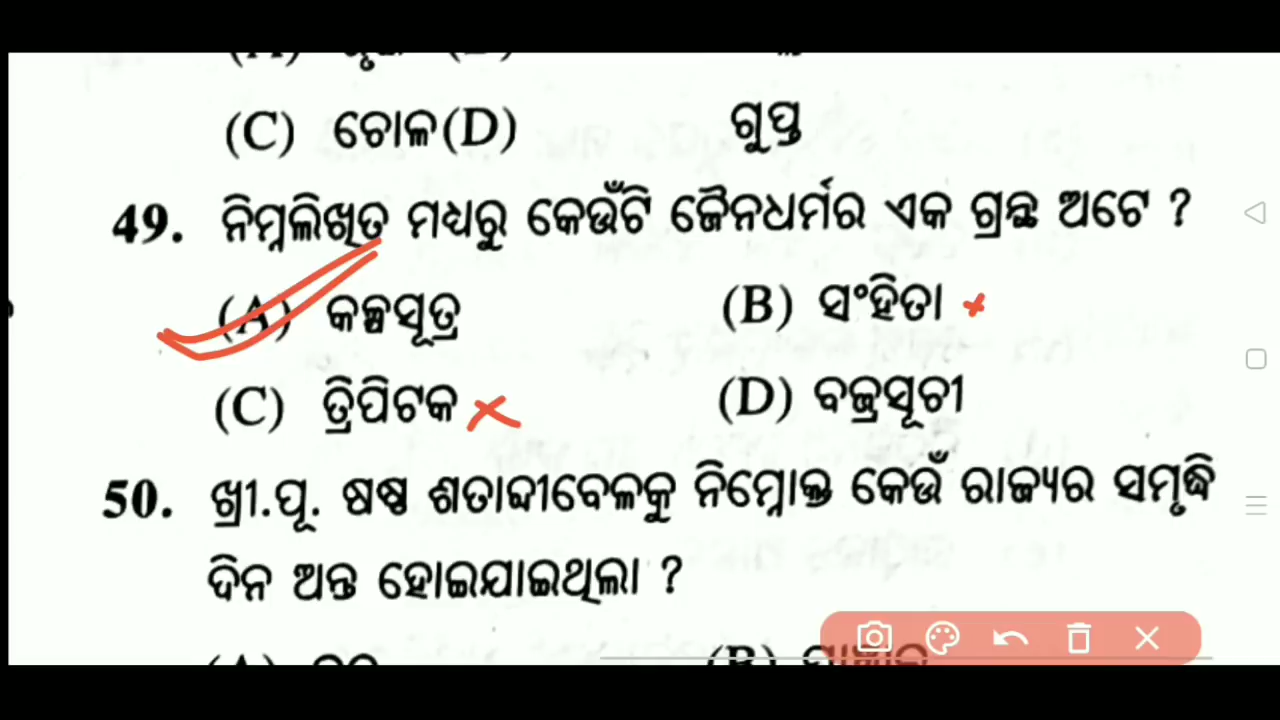 (C) ଚୋଳ(D) ଗୁପ୍ତ
49. ନିମ୍ନଲିଖିତ ମଧ୍ୟରୁ କେଉଁଟି ଜୈନଧର୍ମର ଏକ ଗ୍ରନ୍ଥ ଅଟେ ?
(A) କଳ୍ପସୂତ୍ର (B) ସଂହିତା
(C) ତ୍ରିପିଟକ (D) ବଜ୍ରସୂଚୀ
50. ଖ୍ରୀ.ପୂ. ଷଷ୍ଠ ଶତାବ୍ଦୀବେଳକୁ ନିମ୍ନୋକ୍ତ କେଉଁ ରାଜ୍ୟର ସମୃଦ୍ଧି
ଦିନ ଅନ୍ତ ହୋଇଯାଇଥିଲା ?